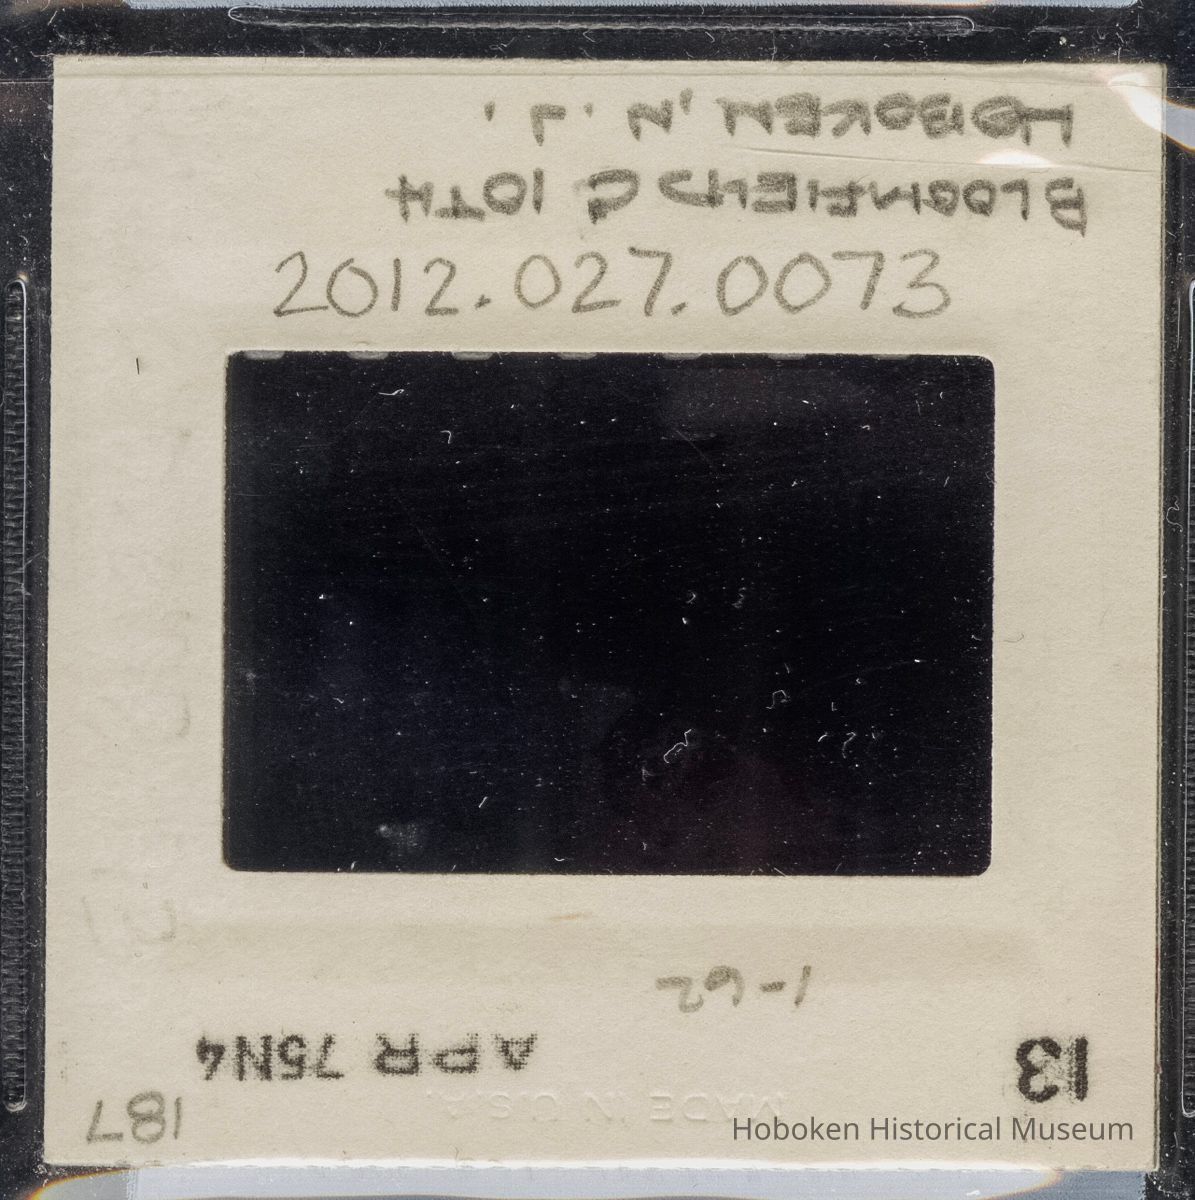 HOBOKEN, N. J.
BLOOMFIELD & 10TH
2012.027.0073
1-62
13 APR 75N4
MADE IN U.S.A.
187
Hoboken Historical Museum